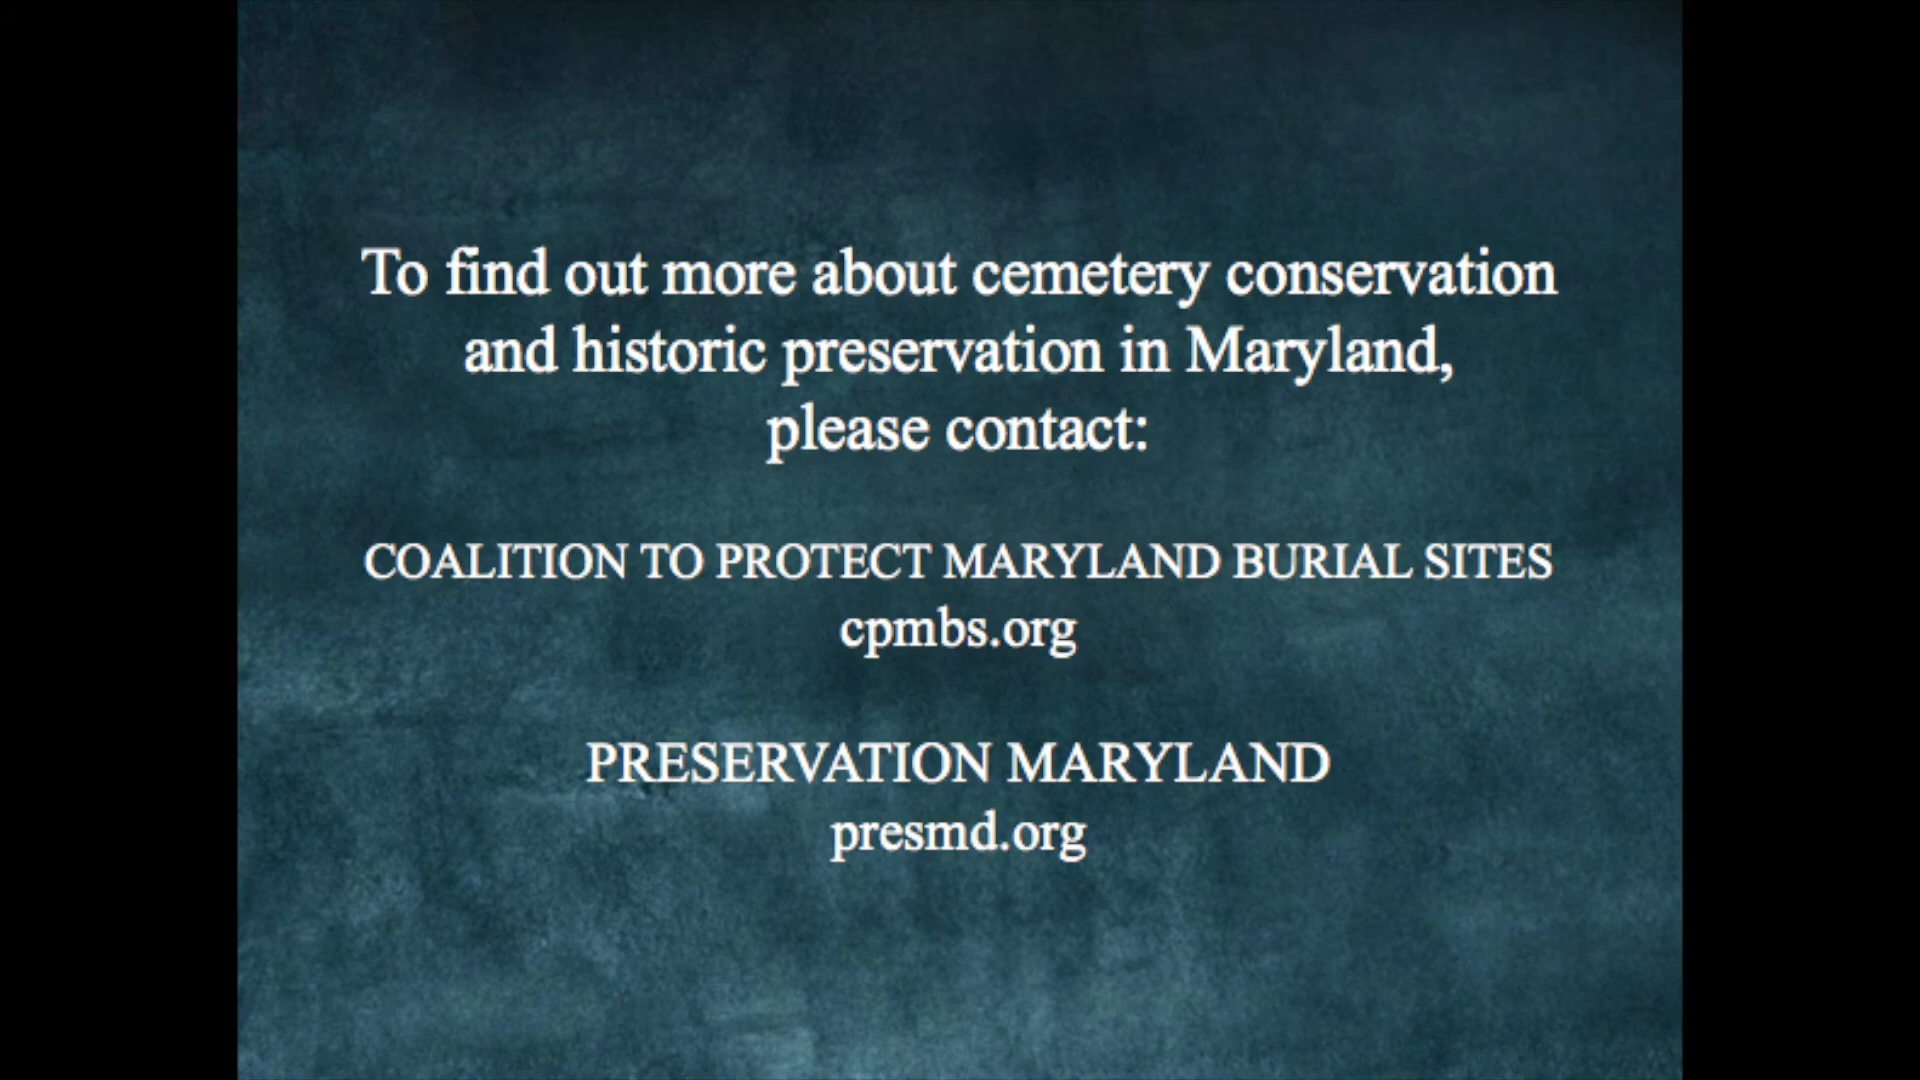 To find out more about cemetery conservation
and historic preservation in Maryland,
please contact:
COALITION TO PROTECT MARYLAND BURIAL SITES
cpmbs.org
PRESERVATION MARYLAND
presmd.org